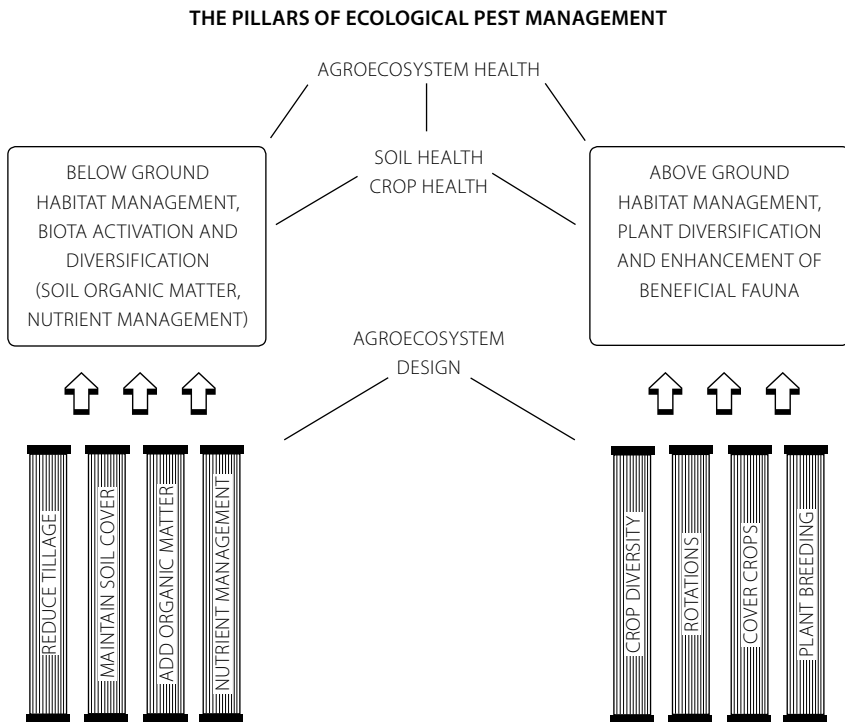 THE PILLARS OF ECOLOGICAL PEST MANAGEMENT
AGROECOSYSTEM HEALTH
BELOW GROUND
HABITAT MANAGEMENT,
BIOTA ACTIVATION AND
DIVERSIFICATION
(SOIL ORGANIC MATTER,
NUTRIENT MANAGEMENT)
SOIL HEALTH
CROP HEALTH
ABOVE GROUND
HABITAT MANAGEMENT,
PLANT DIVERSIFICATION
AND ENHANCEMENT OF
BENEFICIAL FAUNA
AGROECOSYSTEM
DESIGN
REDUCE TILLAGE
MAINTAIN SOIL COVER
ADD ORGANIC MATTER
NUTRIENT MANAGEMENT
CROP DIVERSITY
ROTATIONS
COVER CROPS
PLANT BREEDING